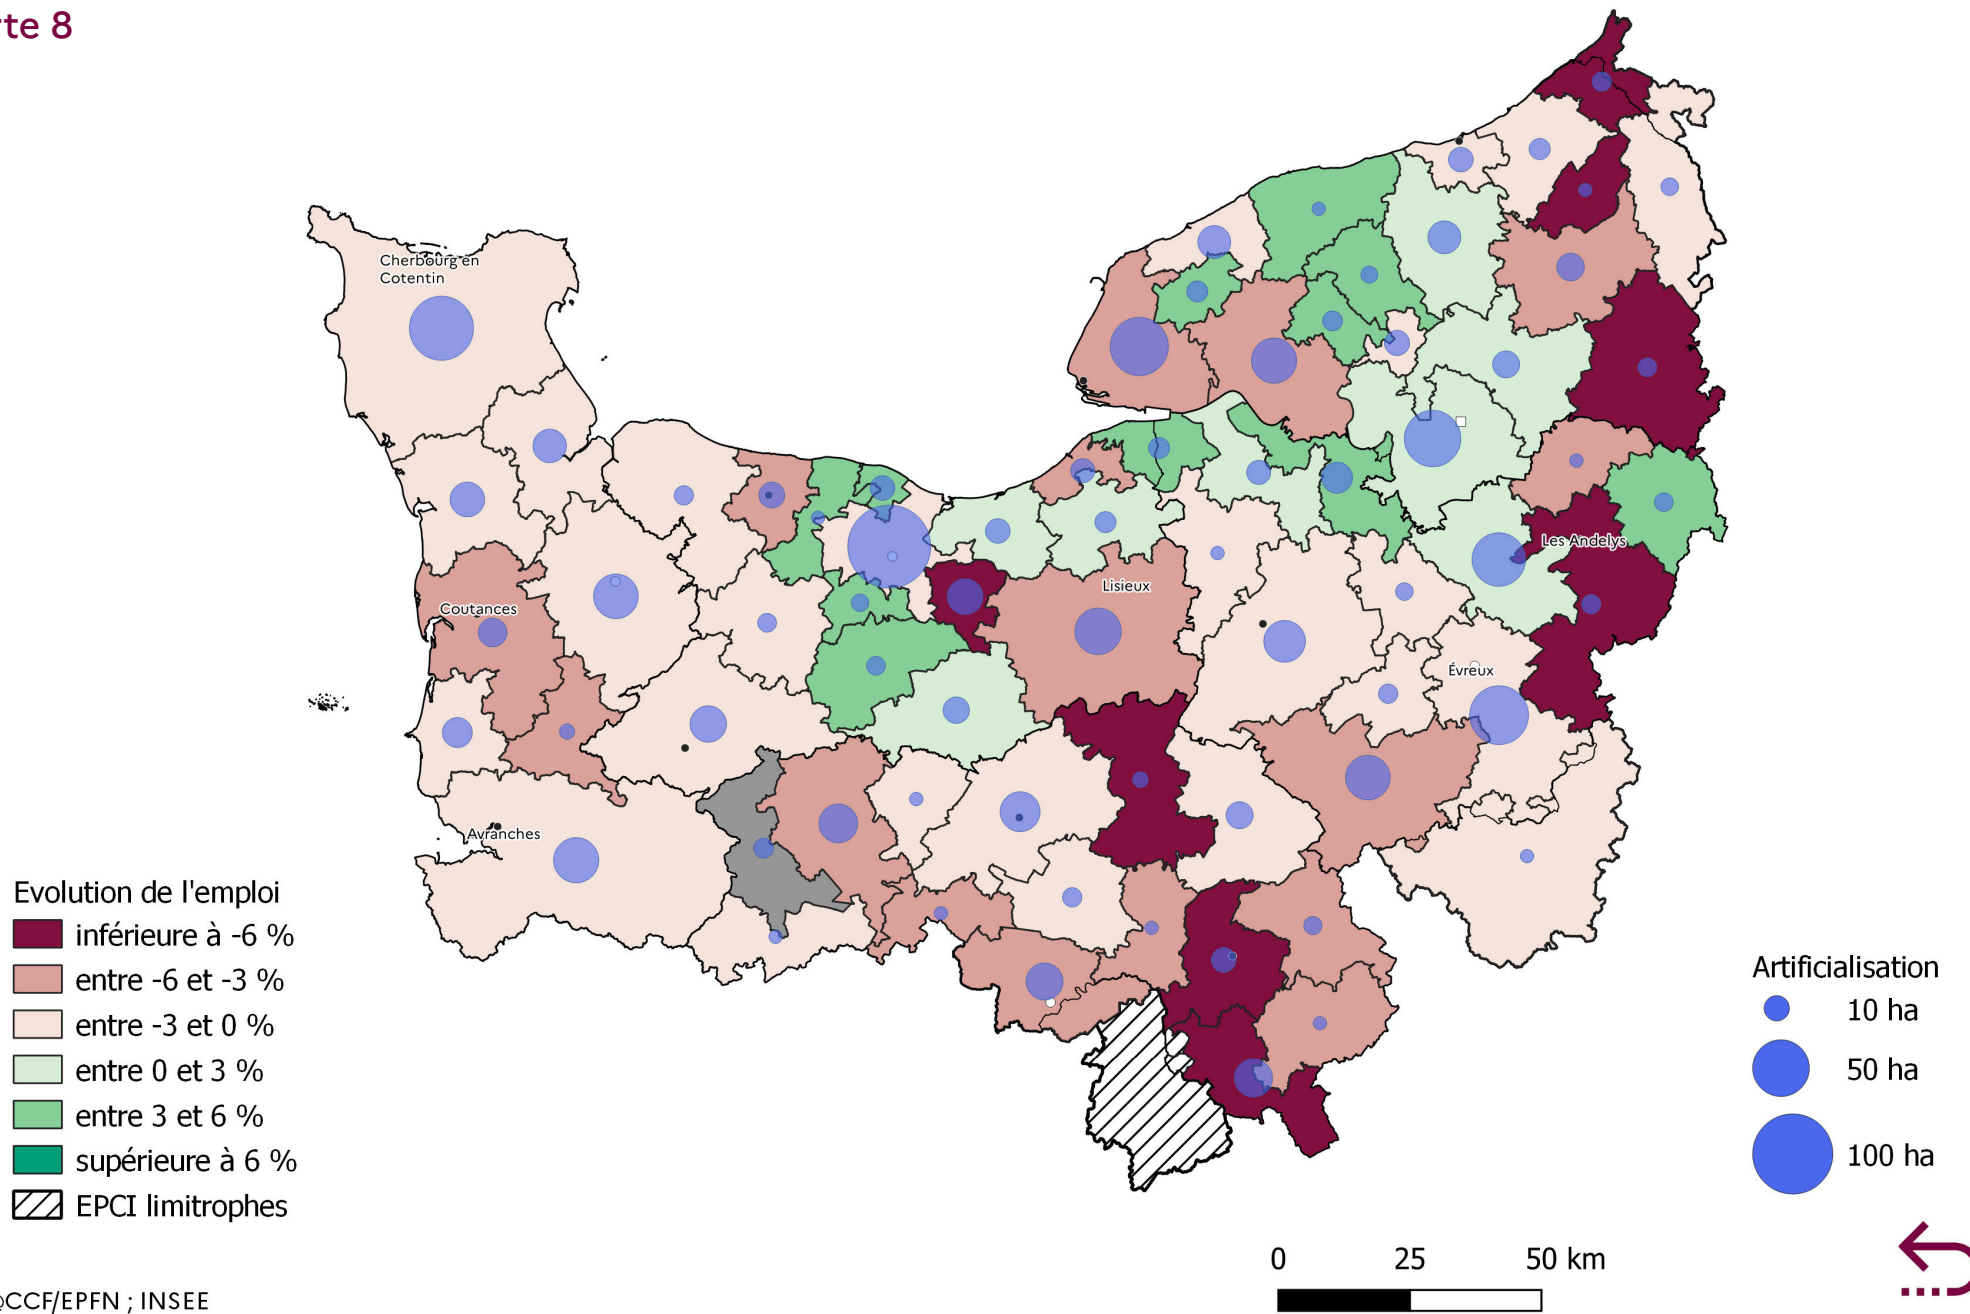 rte 8
Cherbourg en
Cotentin
Coutances
Avranches
Lisieux
Les Andelys
Évreux
Evolution de l'emploi
inférieure à -6 %
entre -6 et -3 %
entre -3 et 0 %
entre 0 et 3 %
entre 3 et 6 %
supérieure à 6 %
EPCI limitrophes
Artificialisation
10 ha
50 ha
100 ha
0 25 50 km
©CCF/EPFN ; INSEE